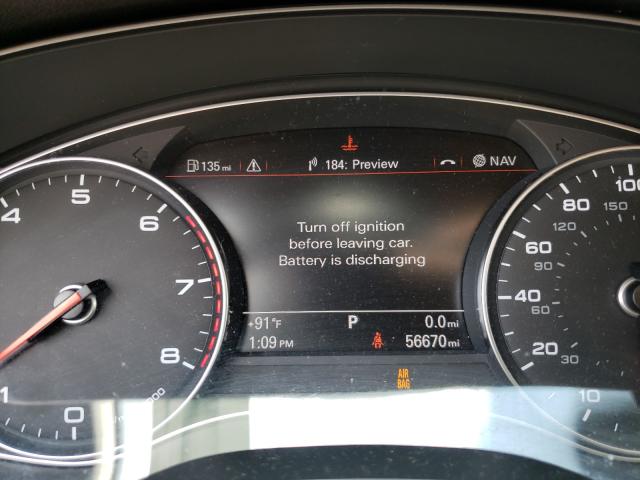 135 mi
184: Preview
NAV
Turn off ignition
before leaving car.
Battery is discharging
+91°F
P
0.0 mi
1:09 PM
56670 mi
AIR
BAG
0
1
4
5
6
7
8
10
20
30
40
60
60
90
80
120
100
150